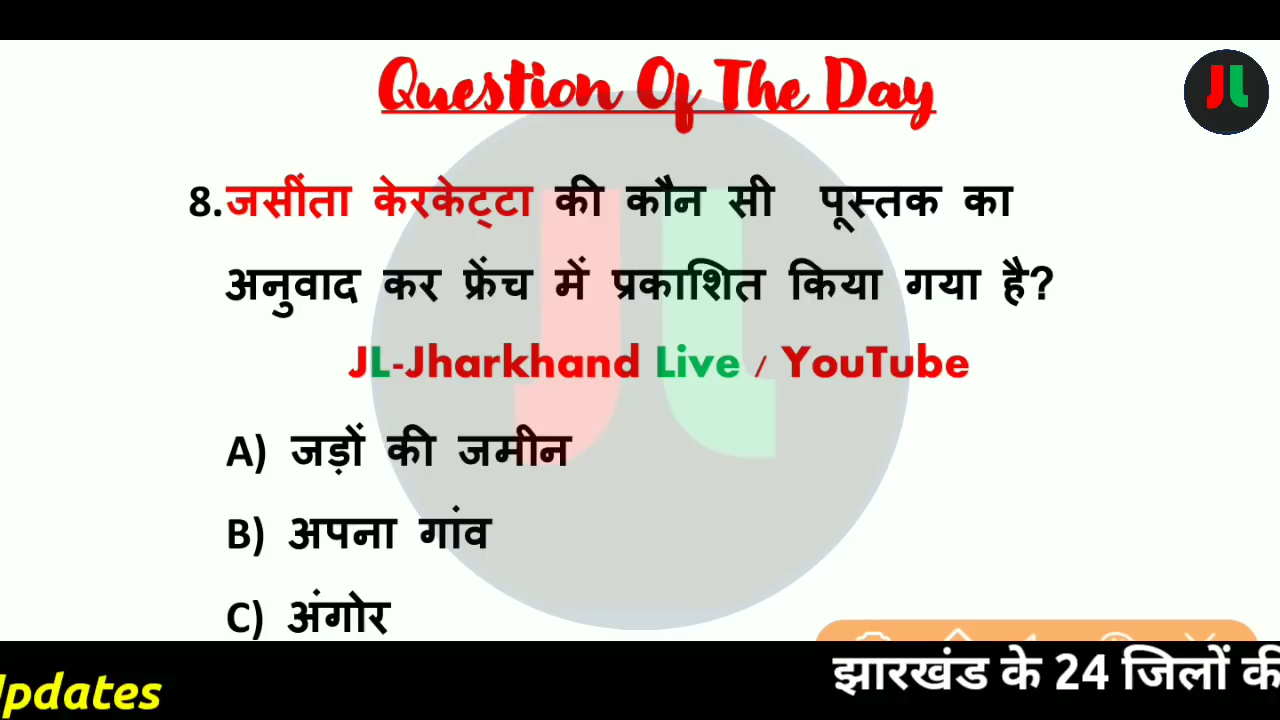 Question Of The Day
JL
8.जसींता केरकेट्टा की कौन सी पूस्तक का
अनुवाद कर फ्रेंच में प्रकाशित किया गया है?
JL-Jharkhand Live / YouTube
A) जड़ों की जमीन
B) अपना गांव
C) अंगोर
झारखंड के 24 जिलों की